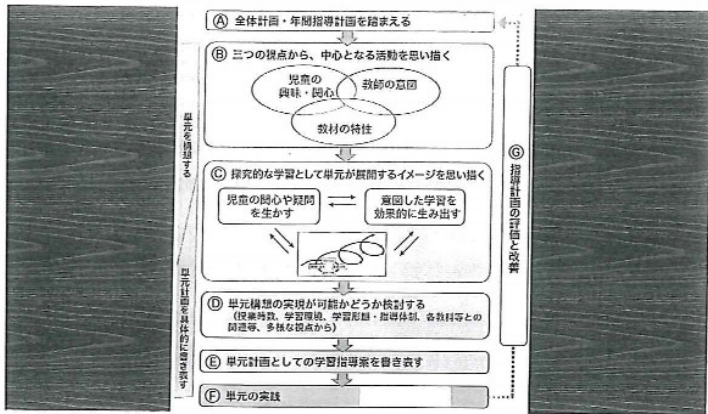 Ⓐ 全体計画・年間指導計画を踏まえる
Ⓑ 三つの視点から、中心となる活動を思い描く
児童の
興味・関心
教師の意図
教材の特性
Ⓒ 探究的な学習として単元が展開するイメージを思い描く
児童の関心や疑問
を生かす
意図した学習を
効果的に生み出す
Ⓓ 単元構想の実現が可能かどうか検討する
(授業時数、学習環境、学習形態・指導体制、各教科等との
関連等、多様な視点から)
Ⓔ 単元計画としての学習指導案を書き表す
Ⓕ 単元の実践
単元を構想する
単元計画を具体的に書き表す
Ⓖ 指導計画の評価と改善